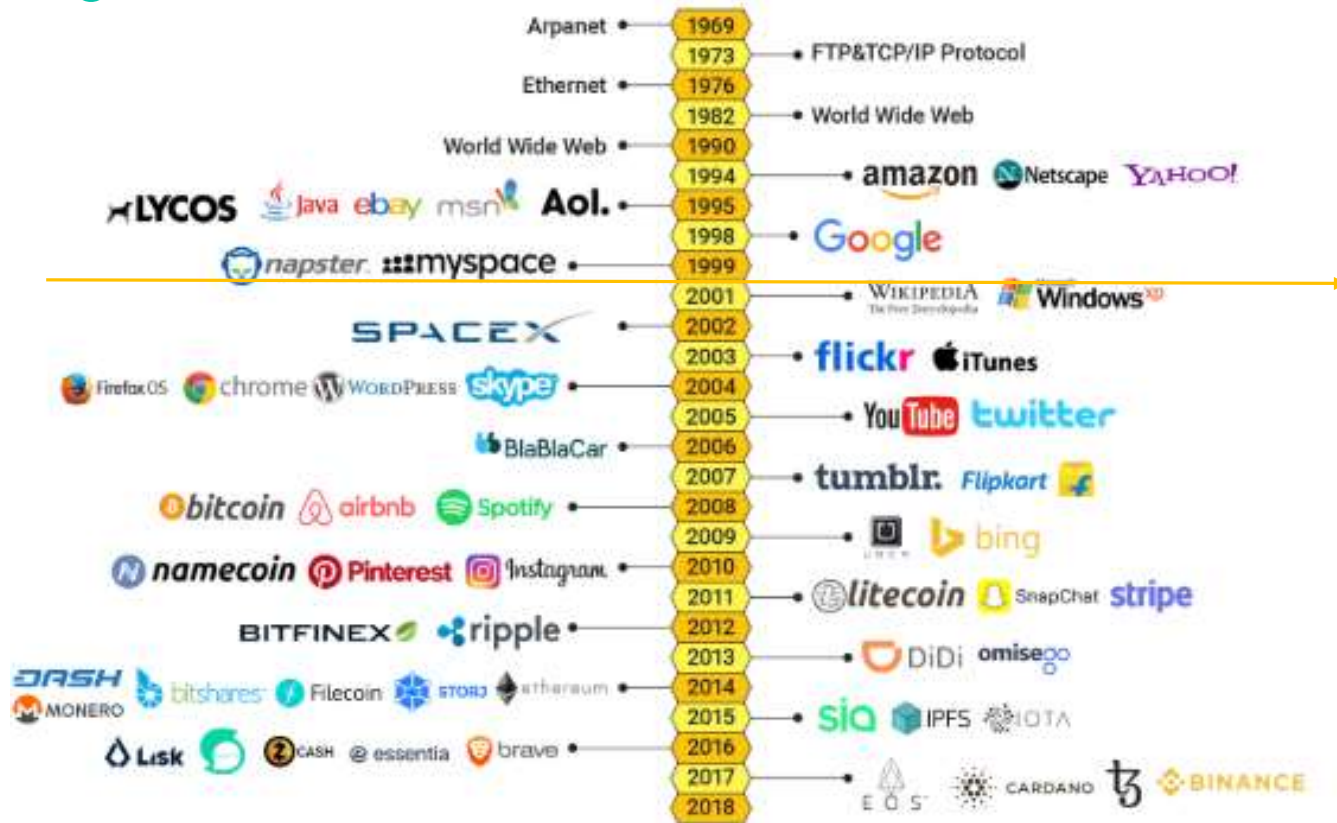 Arpanet 1969
1973 FTP&TCP/IP Protocol
Ethernet 1976
1982 World Wide Web
World Wide Web 1990
1994 amazon Netscape YAHOO!
LYCOS Java ebay msn Aol. 1995
1998 Google
napster. myspace 1999
2001 WIKIPEDIA Windows xp
The Free Encyclopedia
SPACEX 2002
2003 flickr iTunes
Firefox OS chrome WORDPRESS skype 2004
2005 YouTube twitter
BlaBlaCar 2006
2007 tumblr. Flipkart
bitcoin airbnb Spotify 2008
2009 UBER bing
namecoin Pinterest Instagram 2010
2011 litecoin SnapChat stripe
BITFINEX ripple 2012
2013 DiDi omisego
DASH bitshares Filecoin STORJ ethereum 2014
MONERO
2015 sia IPFS IOTA
LISK ZCASH essentia brave 2016
2017 EOS CARDANO BINANCE
2018